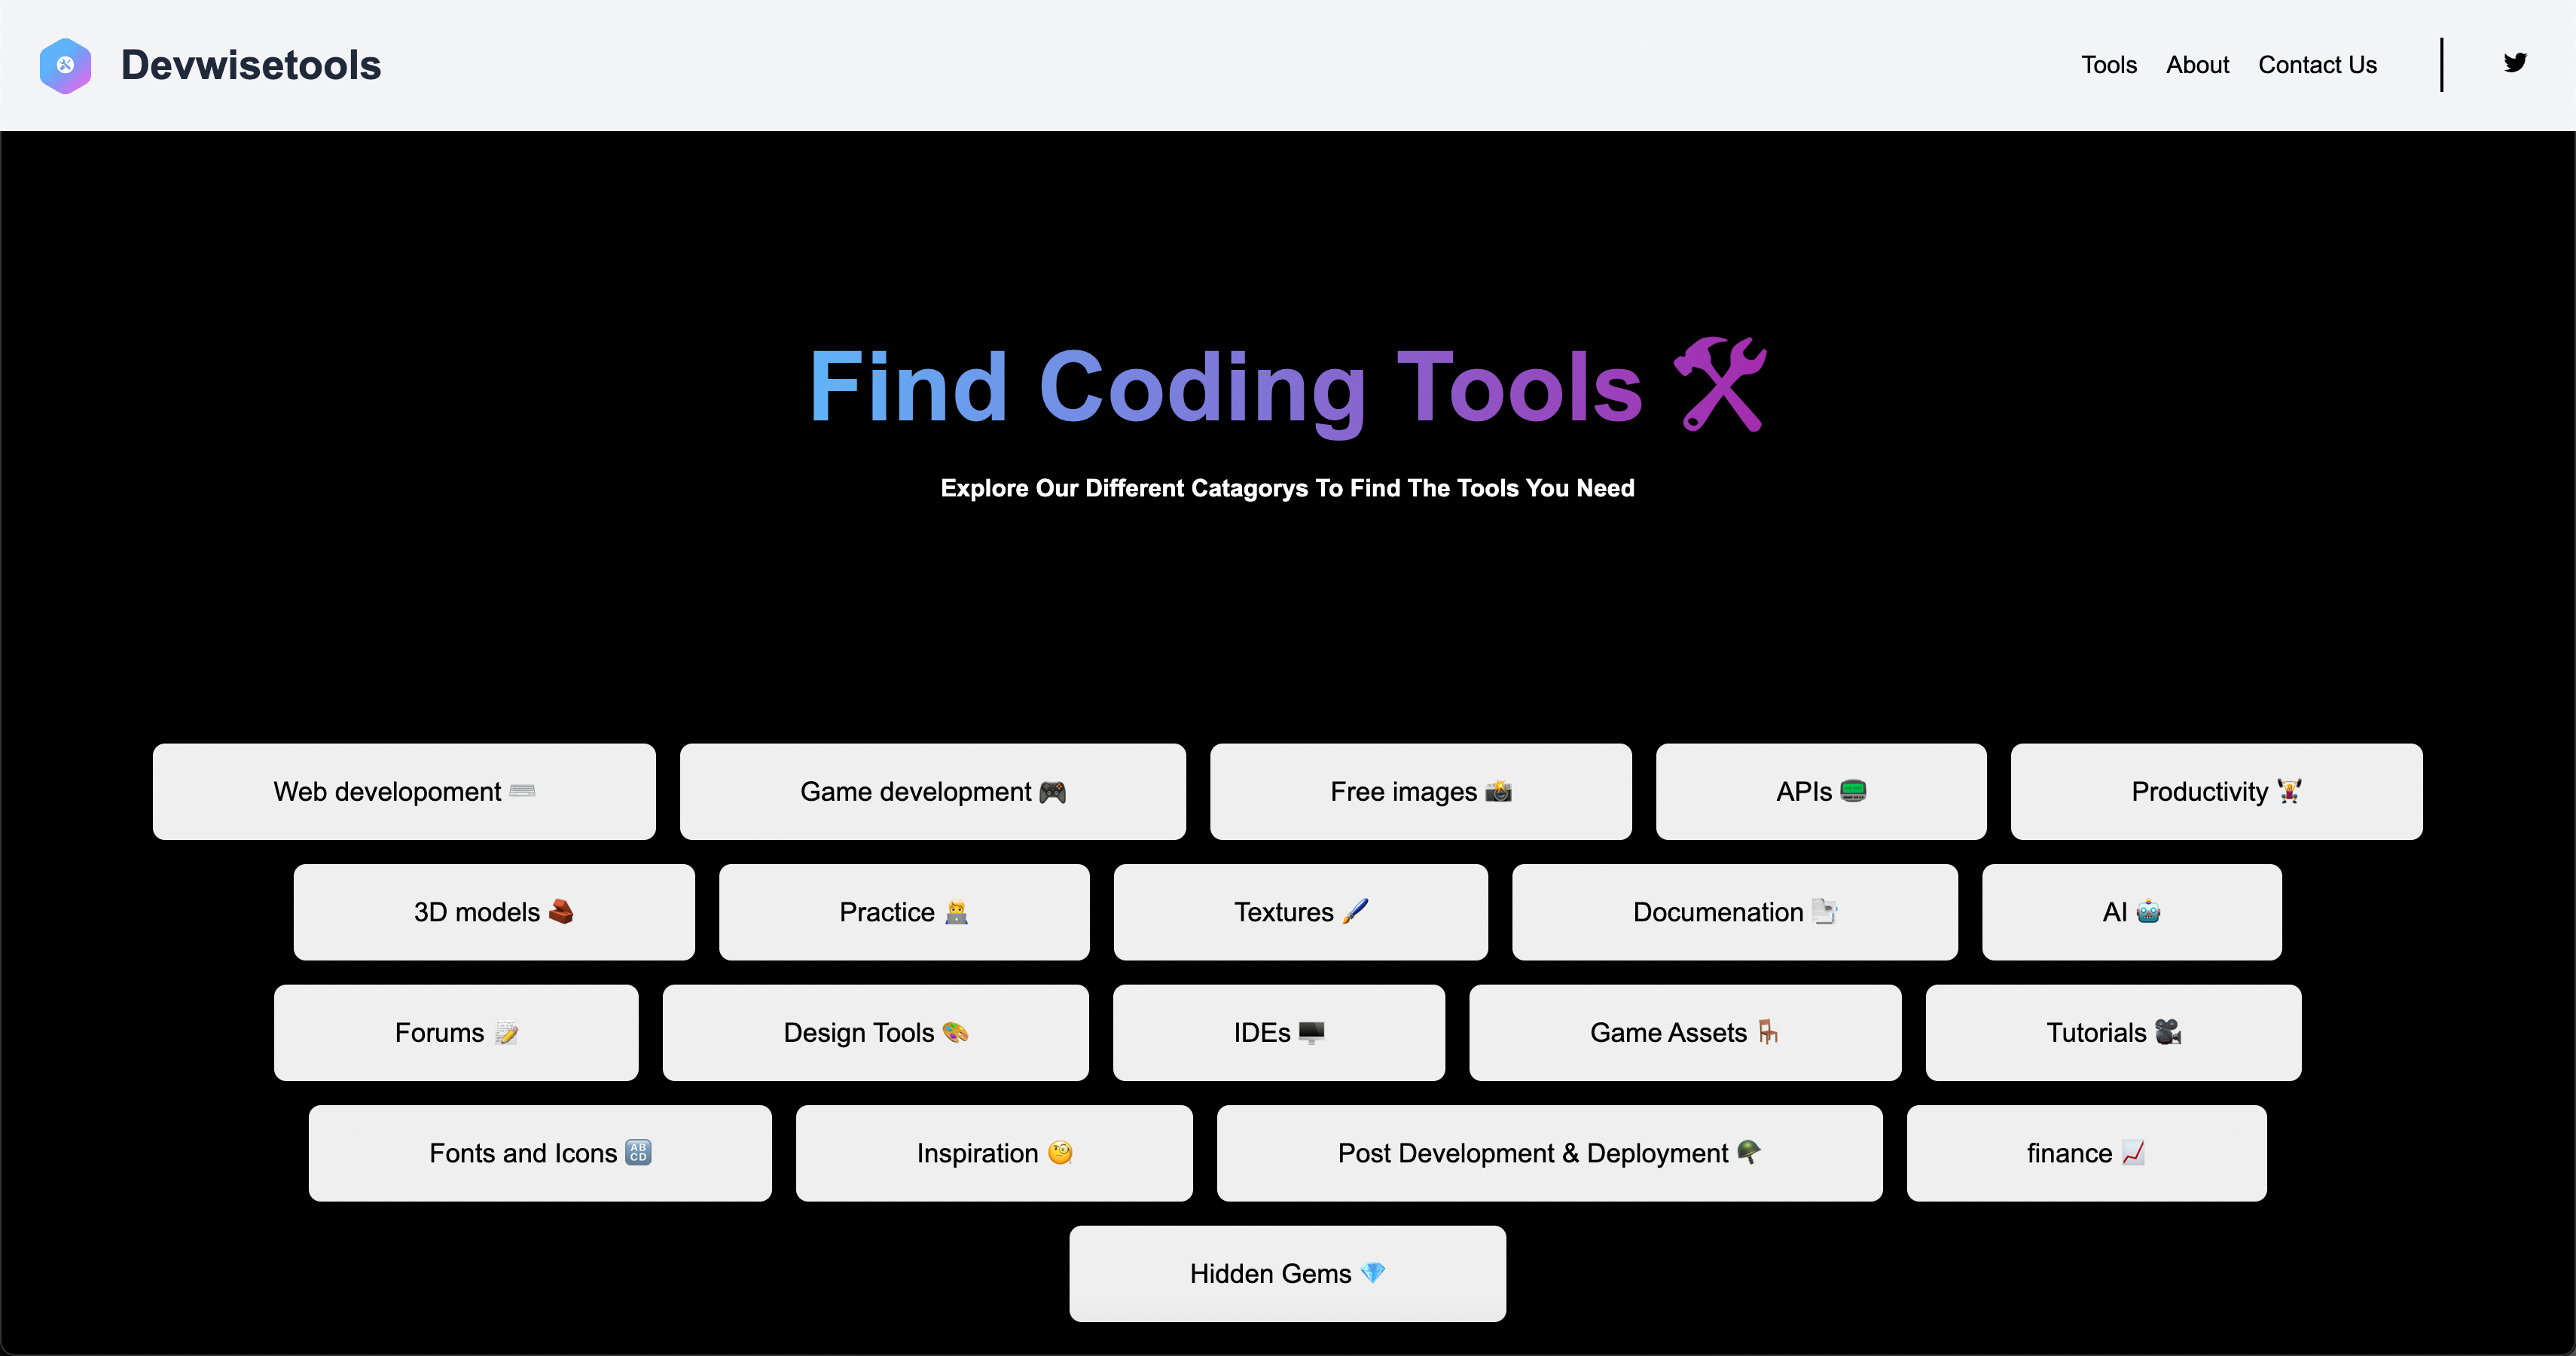 Devwisetools
Tools About Contact Us
Find Coding Tools 🛠
Explore Our Different Catagorys To Find The Tools You Need
Web developoment ⌨️
Game development 🎮
Free images 📸
APIs 📟
Productivity 🏋️
3D models 🧱
Practice 🧑‍💻
Textures 🖌️
Documenation 📑
AI 🤖
Forums 📝
Design Tools 🎨
IDEs 🖥️
Game Assets 🪑
Tutorials 🎥
Fonts and Icons 🔠
Inspiration 🧐
Post Development & Deployment 🪖
finance 📈
Hidden Gems 💎